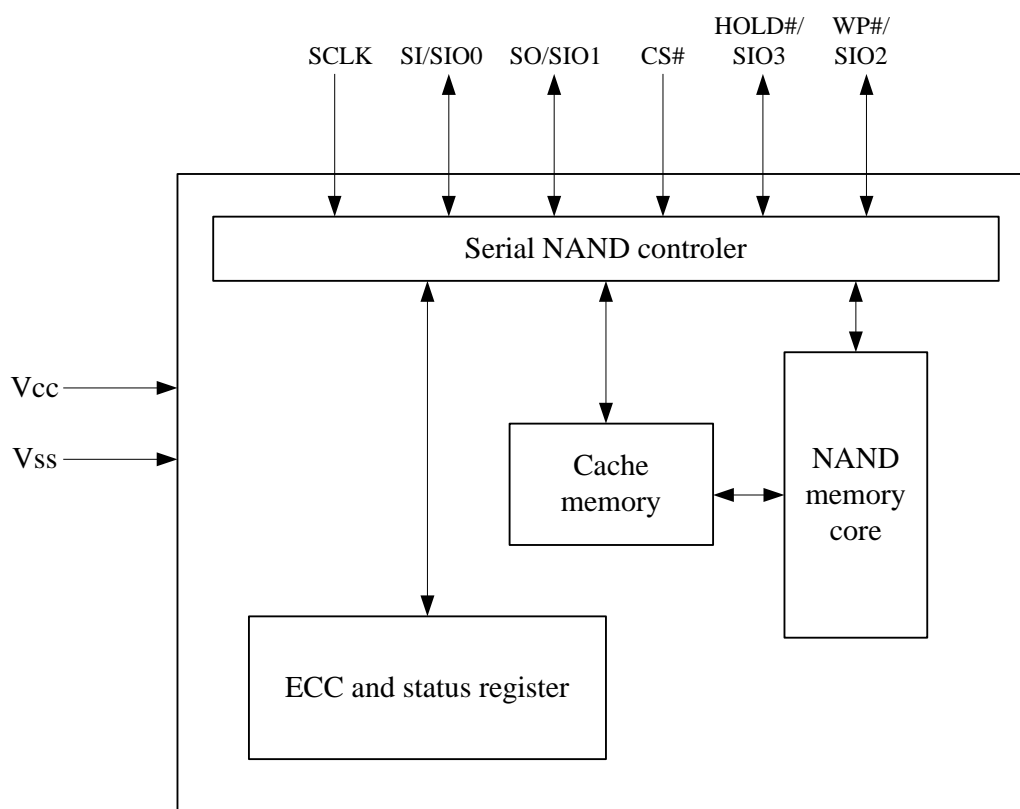 HOLD#/
WP#/
SCLK
SI/SIO0
SO/SIO1
CS#
SIO3
SIO2
Serial NAND controler
Vcc
Vss
Cache
memory
NAND
memory
core
ECC and status register